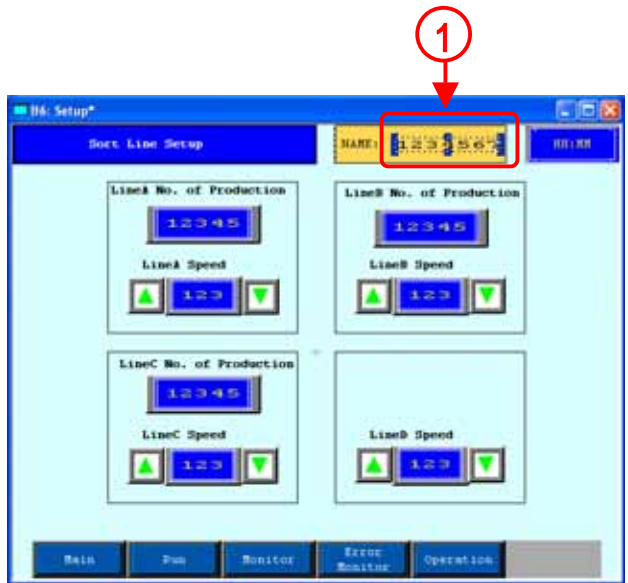 1
116: Setup*
Sort Line Setup
NAME:
1234567
HH:MM
LineA No. of Production
12345
LineA Speed
123
LineB No. of Production
12345
LineB Speed
123
LineC No. of Production
12345
LineC Speed
123
LineD Speed
123
Main
Run
Monitor
Error
Monitor
Operation